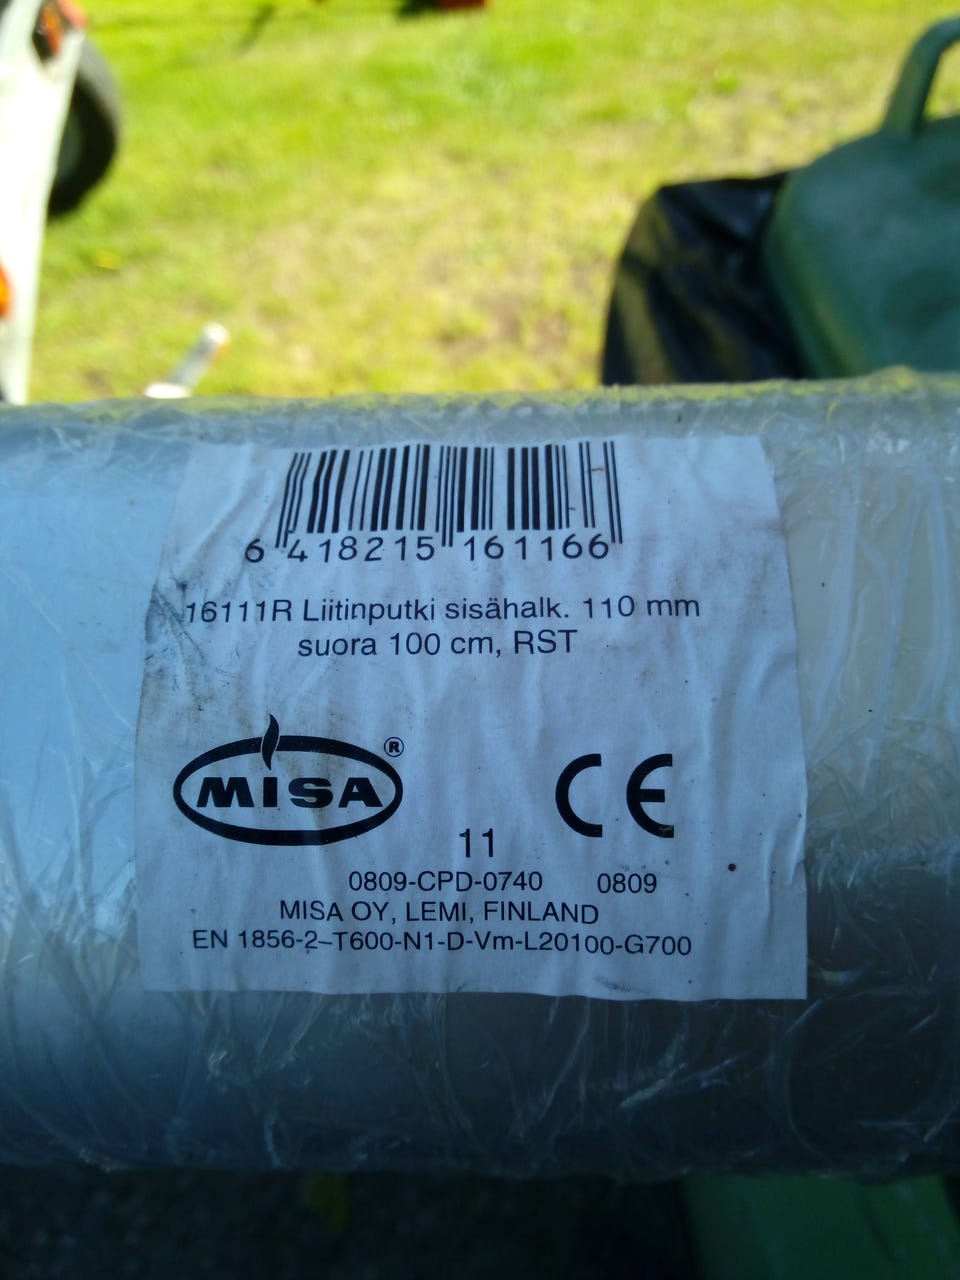 6 418215 161166
16111R Liitinputki sisähalk. 110 mm
suora 100 cm, RST
MISA ®
CE
11
0809-CPD-0740 0809
MISA OY, LEMI, FINLAND
EN 1856-2-T600-N1-D-Vm-L20100-G700